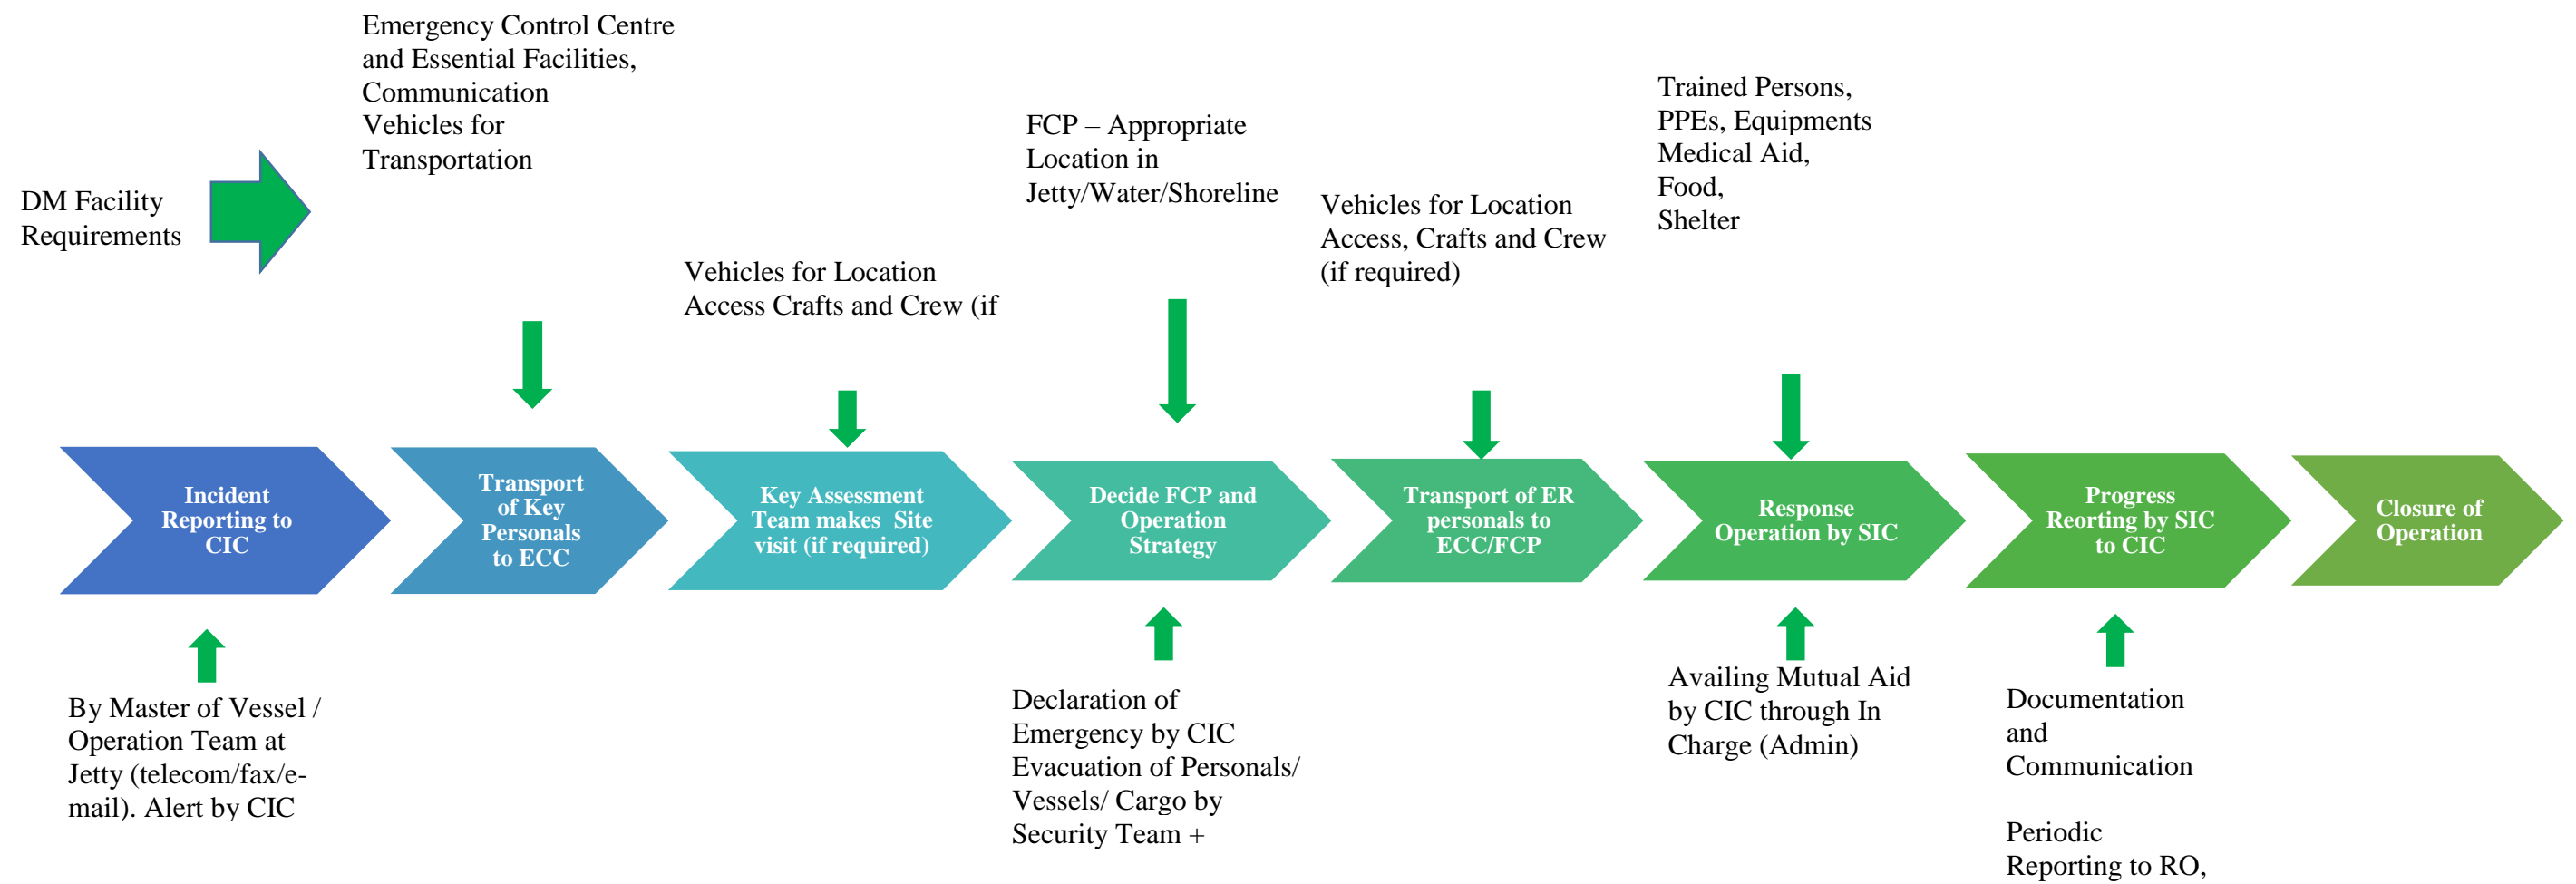 Emergency Control Centre
and Essential Facilities,
Communication
Vehicles for
Transportation
DM Facility
Requirements
Vehicles for Location
Access Crafts and Crew (if
FCP – Appropriate
Location in
Jetty/Water/Shoreline
Vehicles for Location
Access, Crafts and Crew
(if required)
Trained Persons,
PPEs, Equipments
Medical Aid,
Food,
Shelter
Incident
Reporting to
CIC
Transport
of Key
Personals
to ECC
Key Assessment
Team makes Site
visit (if required)
Decide FCP and
Operation
Strategy
Transport of ER
personals to
ECC/FCP
Response
Operation by SIC
Progress
Reorting by SIC
to CIC
Closure of
Operation
By Master of Vessel /
Operation Team at
Jetty (telecom/fax/e-
mail). Alert by CIC
Declaration of
Emergency by CIC
Evacuation of Personals/
Vessels/ Cargo by
Security Team +
Availing Mutual Aid
by CIC through In
Charge (Admin)
Documentation
and
Communication
Periodic
Reporting to RO,